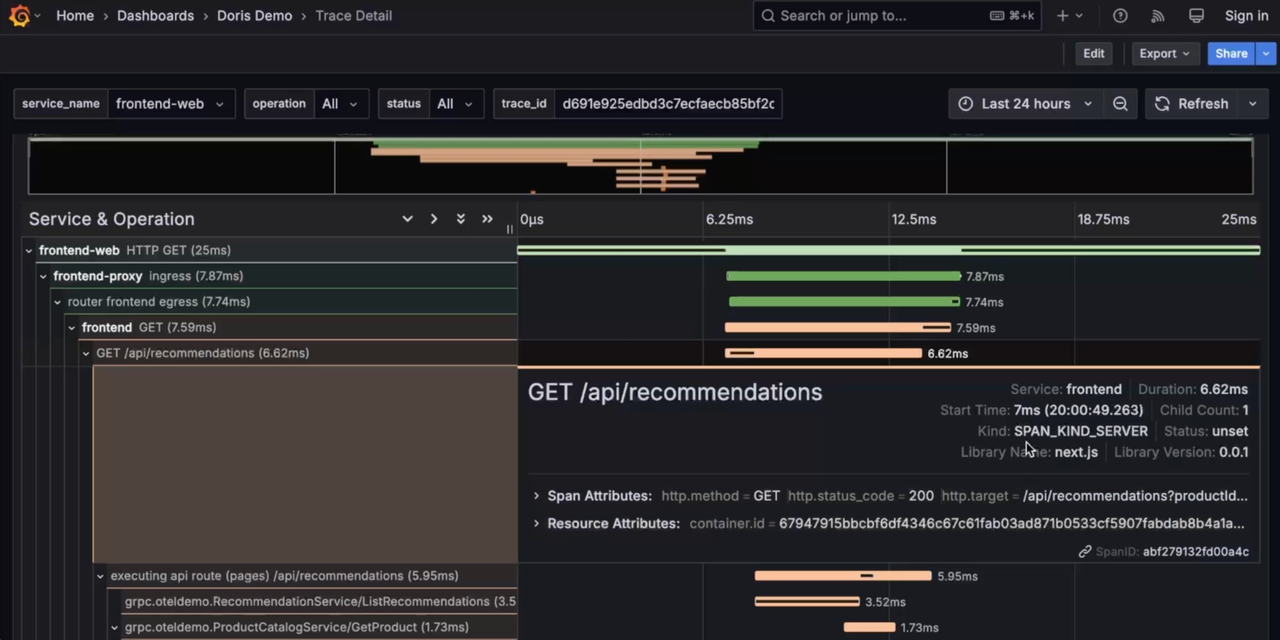 Home > Dashboards > Doris Demo > Trace Detail
Search or jump to... ⌘+k
Sign in
Edit Export Share
service_name frontend-web operation All status All trace_id d691e925edbd3c7ecfaecb85bf2c Last 24 hours Refresh
Service & Operation 0μs 6.25ms 12.5ms 18.75ms 25ms
frontend-web HTTP GET (25ms)
frontend-proxy ingress (7.87ms) 7.87ms
router frontend egress (7.74ms) 7.74ms
frontend GET (7.59ms) 7.59ms
GET /api/recommendations (6.62ms) 6.62ms
GET /api/recommendations
Service: frontend Duration: 6.62ms
Start Time: 7ms (20:00:49.263) Child Count: 1
Kind: SPAN_KIND_SERVER Status: unset
Library Name: next.js Library Version: 0.0.1
Span Attributes: http.method = GET http.status_code = 200 http.target = /api/recommendations?productId...
Resource Attributes: container.id = 67947915bbcbf6df4346c67c61fab03ad871b0533cf5907fabdab8b4a1a...
SpanID: abf279132fd00a4c
executing api route (pages) /api/recommendations (5.95ms) 5.95ms
grpc.oteldemo.RecommendationService/ListRecommendations (3.5 3.52ms
grpc.oteldemo.ProductCatalogService/GetProduct (1.73ms) 1.73ms